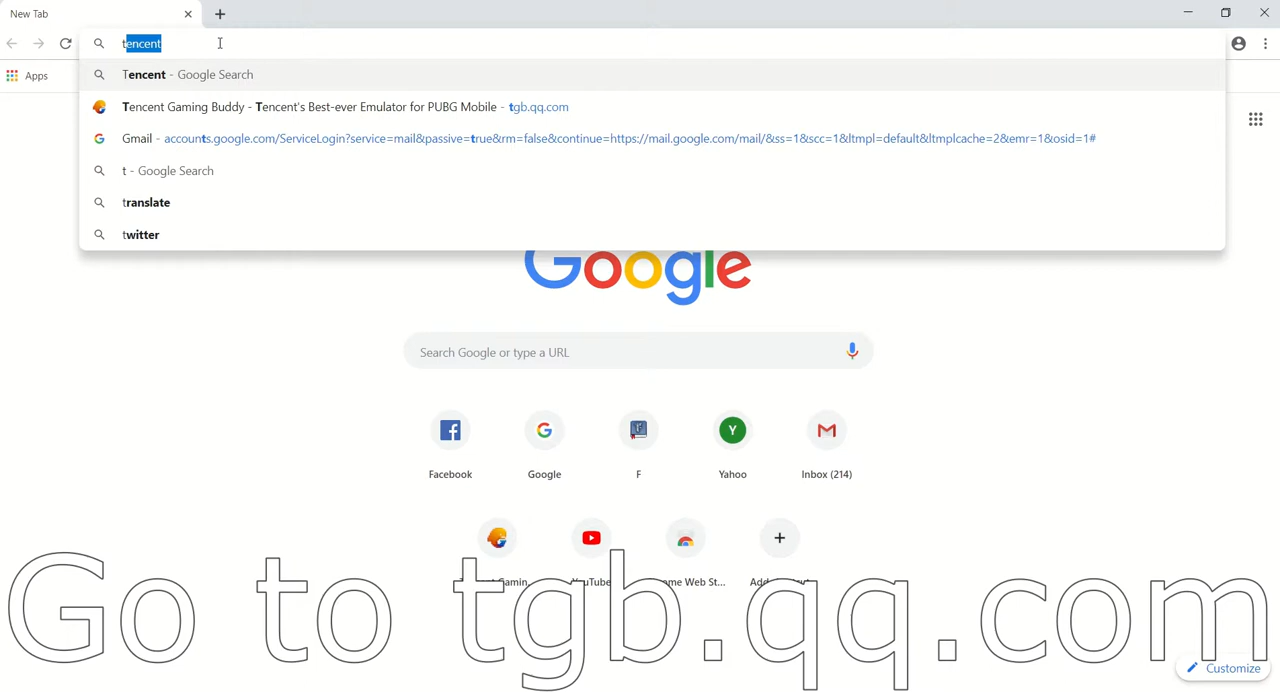 New Tab
tencent
Tencent - Google Search
Tencent Gaming Buddy - Tencent's Best-ever Emulator for PUBG Mobile - tgb.qq.com
Apps
Gmail - accounts.google.com/ServiceLogin?service=mail&passive=true&rm=false&continue=https://mail.google.com/mail/&ss=1&scc=1&ltmpl=default&ltmplcache=2&emr=1&osid=1#
t - Google Search
translate
twitter
Google
Search Google or type a URL
Facebook
Google
F
Yahoo
Inbox (214)
YouTube
Go to tgb.qq.com
Customize